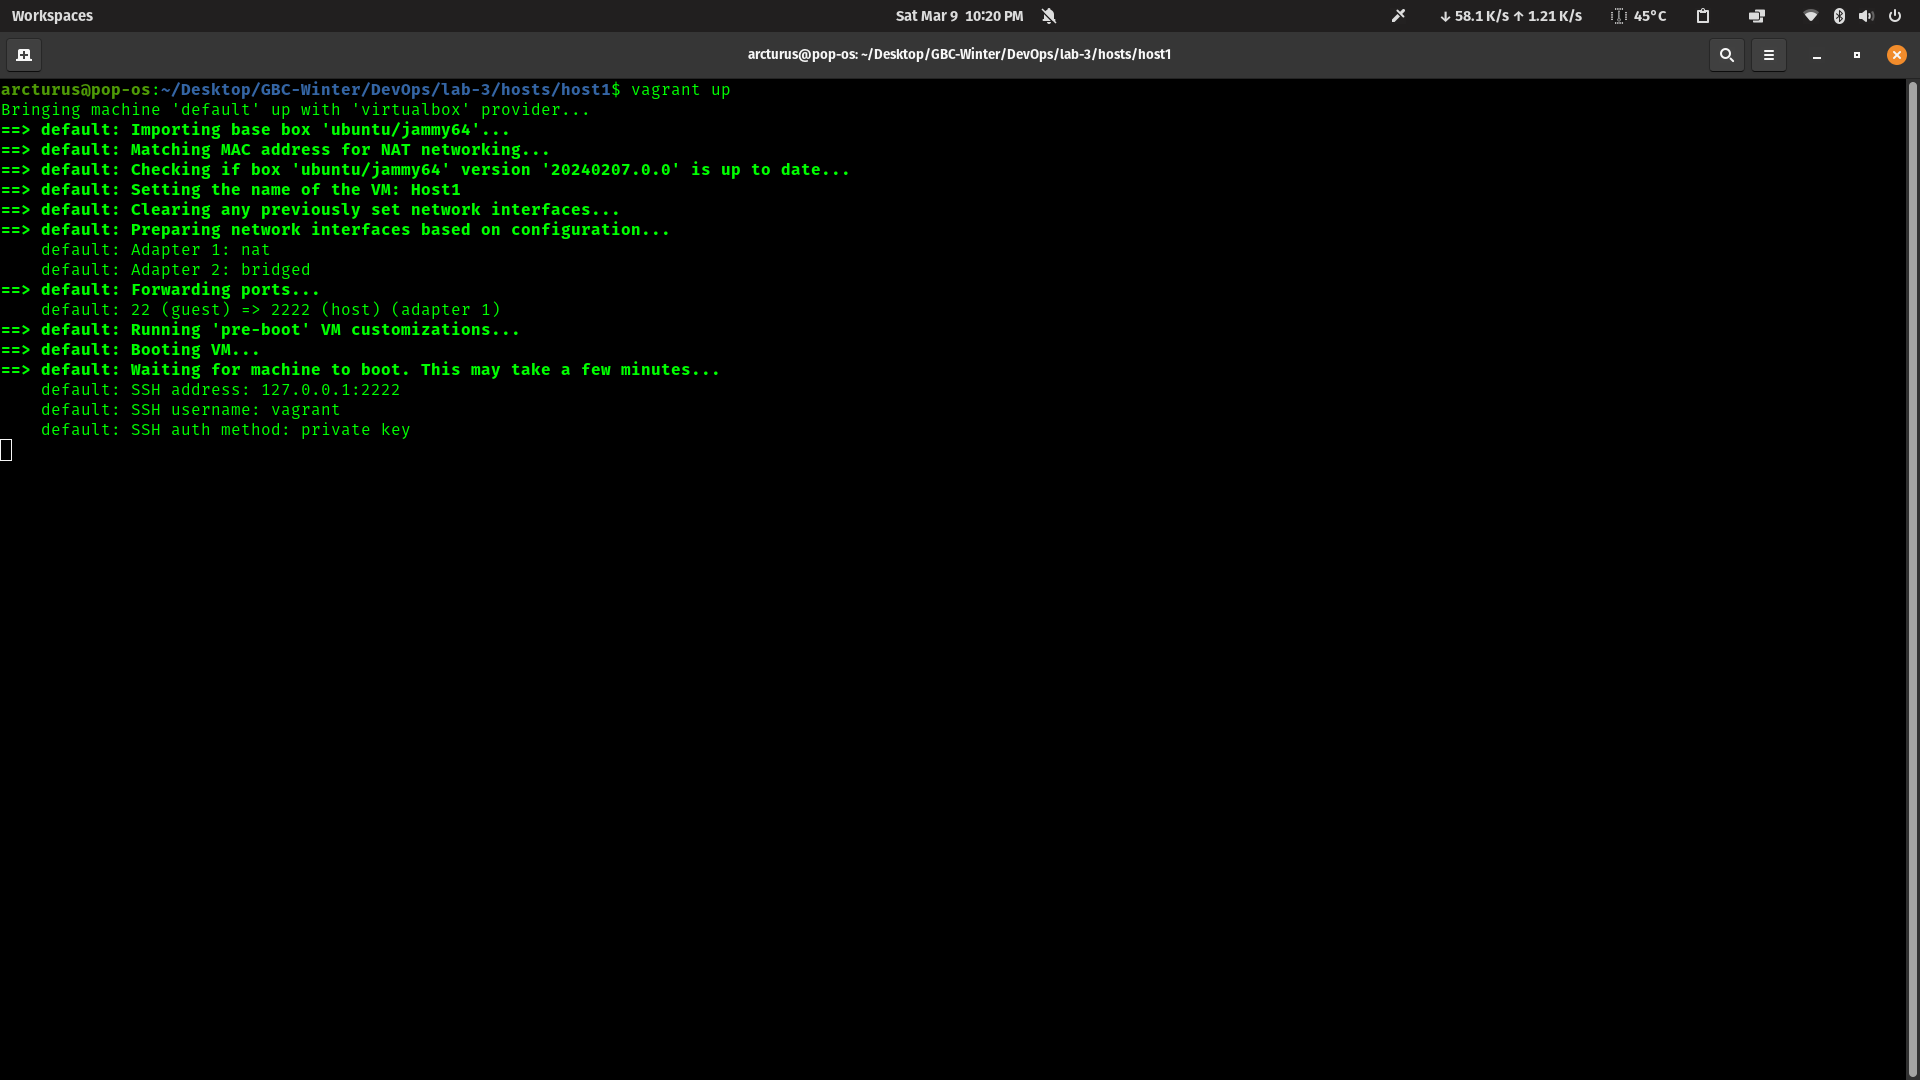 Workspaces
Sat Mar 9 10:20 PM
↓ 58.1 K/s ↑ 1.21 K/s
45°C
arcturus@pop-os: ~/Desktop/GBC-Winter/DevOps/lab-3/hosts/host1
arcturus@pop-os:~/Desktop/GBC-Winter/DevOps/lab-3/hosts/host1$ vagrant up
Bringing machine 'default' up with 'virtualbox' provider...
==> default: Importing base box 'ubuntu/jammy64'...
==> default: Matching MAC address for NAT networking...
==> default: Checking if box 'ubuntu/jammy64' version '20240207.0.0' is up to date...
==> default: Setting the name of the VM: Host1
==> default: Clearing any previously set network interfaces...
==> default: Preparing network interfaces based on configuration...
    default: Adapter 1: nat
    default: Adapter 2: bridged
==> default: Forwarding ports...
    default: 22 (guest) => 2222 (host) (adapter 1)
==> default: Running 'pre-boot' VM customizations...
==> default: Booting VM...
==> default: Waiting for machine to boot. This may take a few minutes...
    default: SSH address: 127.0.0.1:2222
    default: SSH username: vagrant
    default: SSH auth method: private key